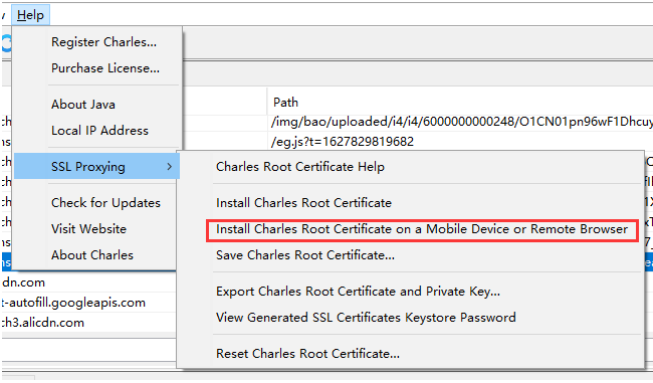 Help
Register Charles...
Purchase License...
About Java
Local IP Address
SSL Proxying
Check for Updates
Visit Website
About Charles
Path
/img/bao/uploaded/i4/i4/6000000000248/O1CN01pn96wF1Dhcuy
/eg.js?t=1627829819682
Charles Root Certificate Help
Install Charles Root Certificate
Install Charles Root Certificate on a Mobile Device or Remote Browser
Save Charles Root Certificate...
Export Charles Root Certificate and Private Key...
View Generated SSL Certificates Keystore Password
Reset Charles Root Certificate...
dn.com
t-autofill.googleapis.com
ch3.alicdn.com